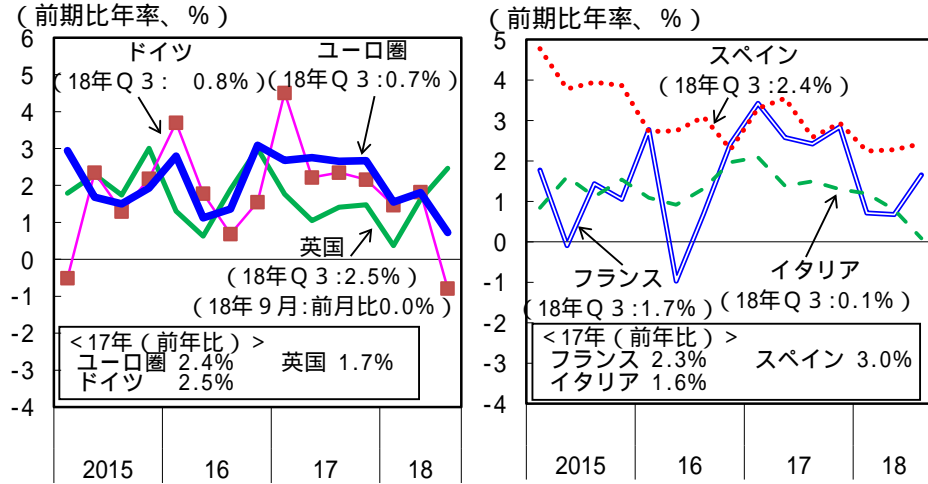 (前期比年率、%)
6
5
4
3
2
1
0
-1
-2
-3
-4
ドイツ
(18年Q3: 0.8%)
ユーロ圏
(18年Q3:0.7%)
英国
(18年Q3:2.5%)
(18年9月:前月比0.0%)
<17年(前年比)>
ユーロ圏 2.4% 英国 1.7%
ドイツ 2.5%
2015 16 17 18
(前期比年率、%)
5
4
3
2
1
0
-1
-2
-3
-4
スペイン
(18年Q3:2.4%)
フランス
(18年Q3:1.7%)
イタリア
(18年Q3:0.1%)
<17年(前年比)>
フランス 2.3% スペイン 3.0%
イタリア 1.6%
2015 16 17 18